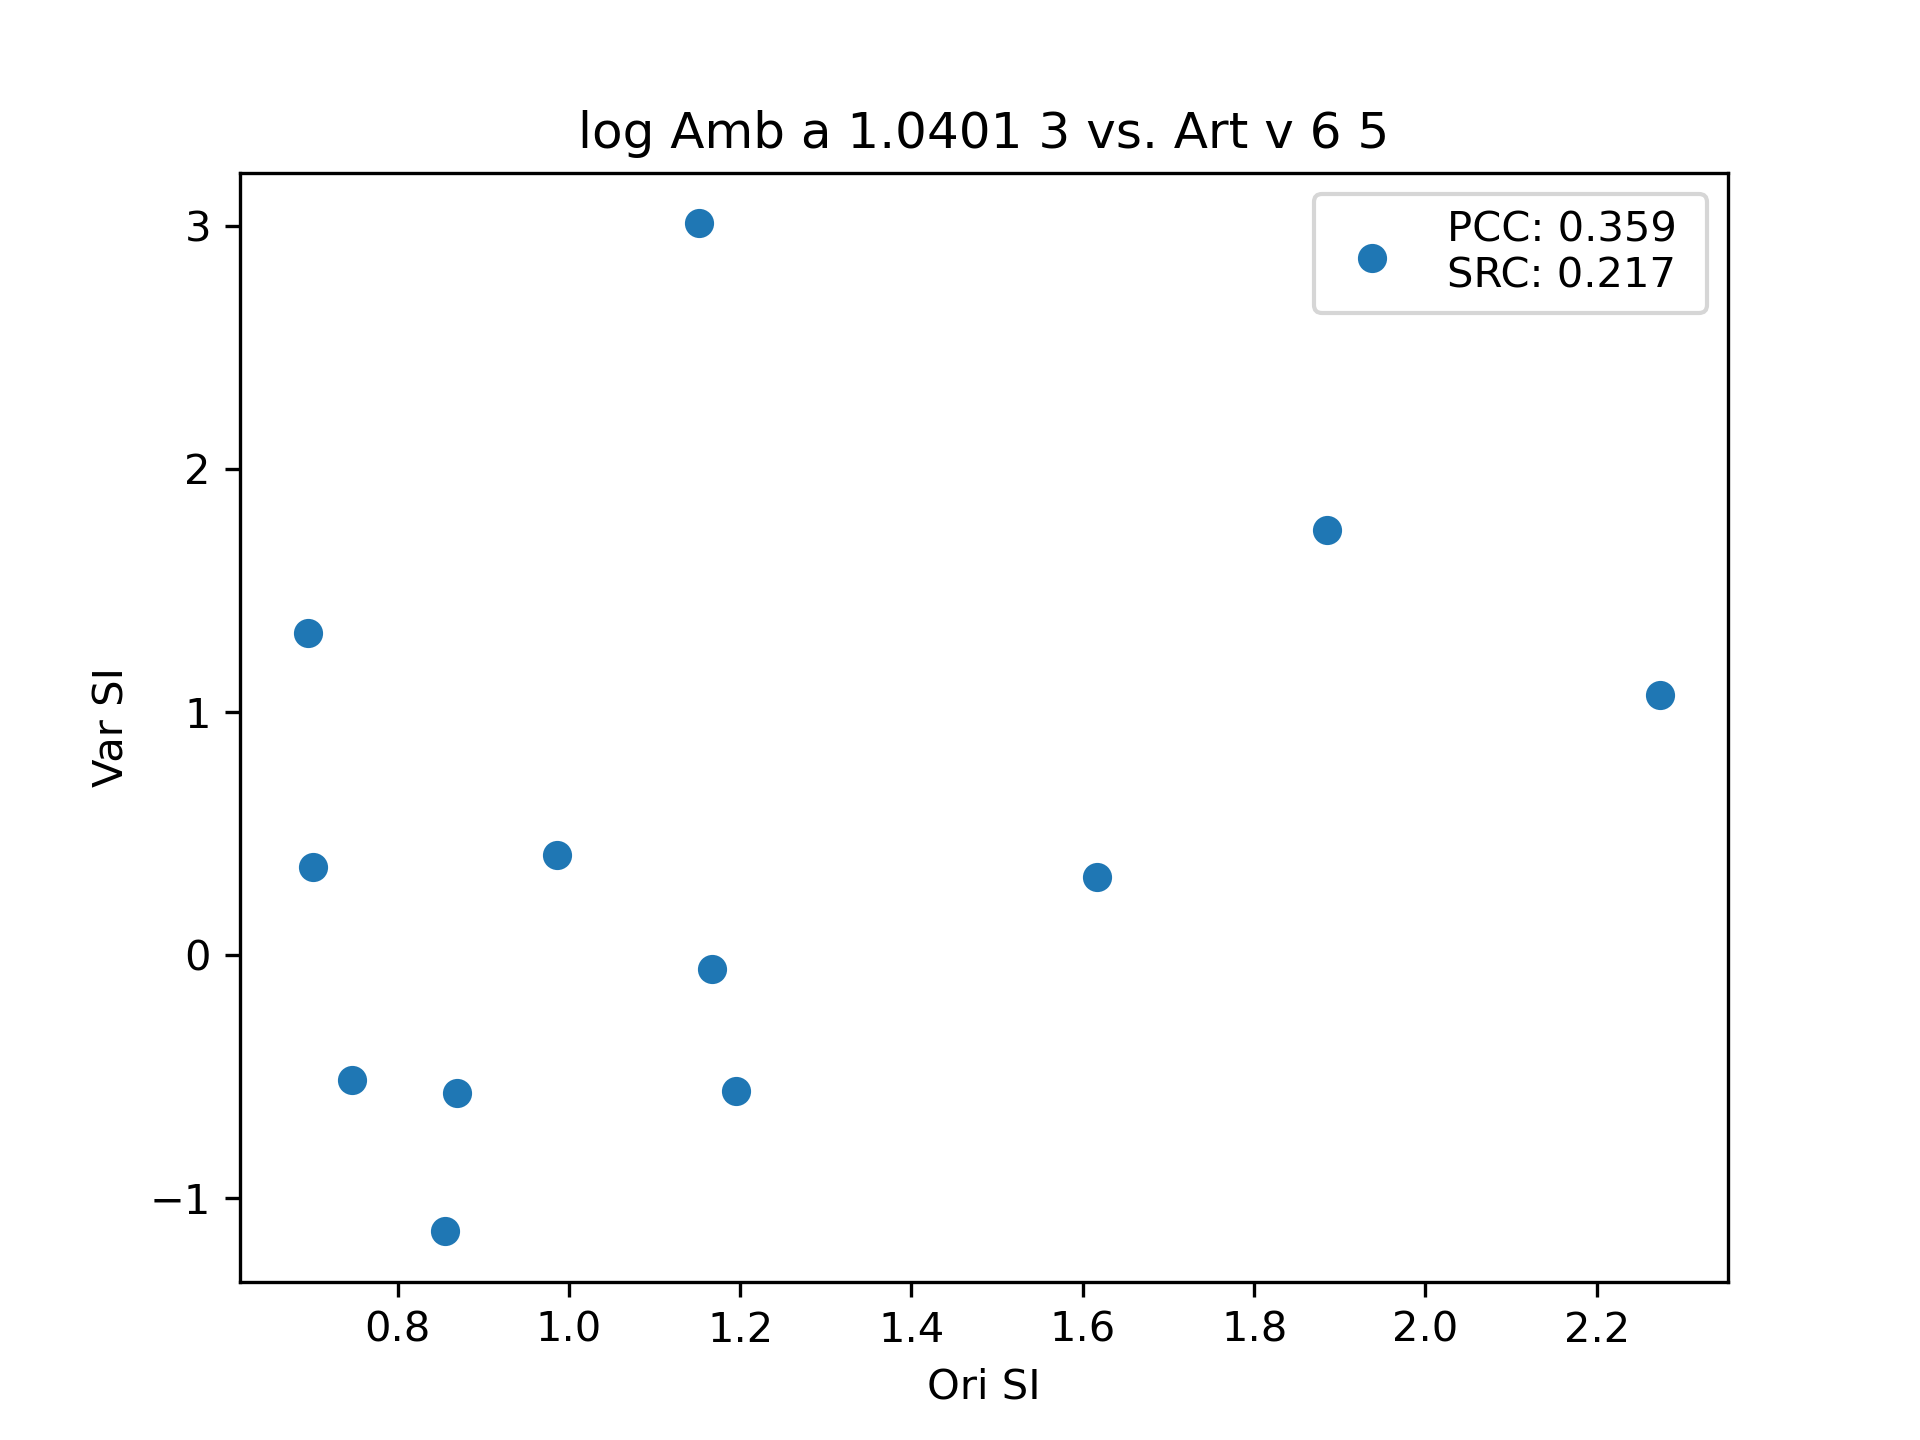 log Amb a 1.0401 3 vs. Art v 6 5
PCC: 0.359
SRC: 0.217
3
2
1
0
−1
Var SI
0.8 1.0 1.2 1.4 1.6 1.8 2.0 2.2
Ori SI